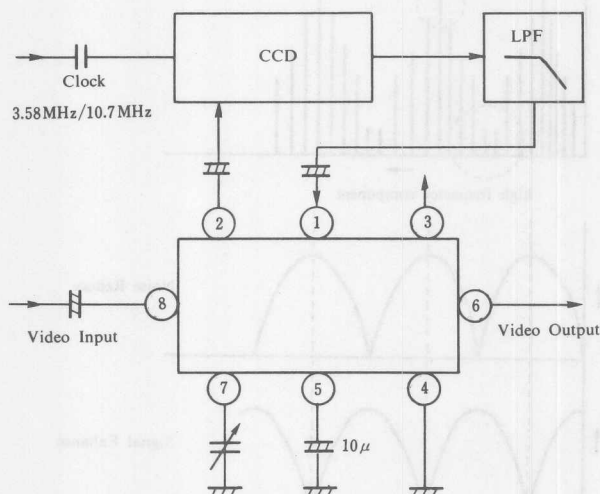 LPF
CCD
Clock
3.58MHz/10.7MHz
2
1
3
8
6
Video Input
Video Output
7
5
4
10μ